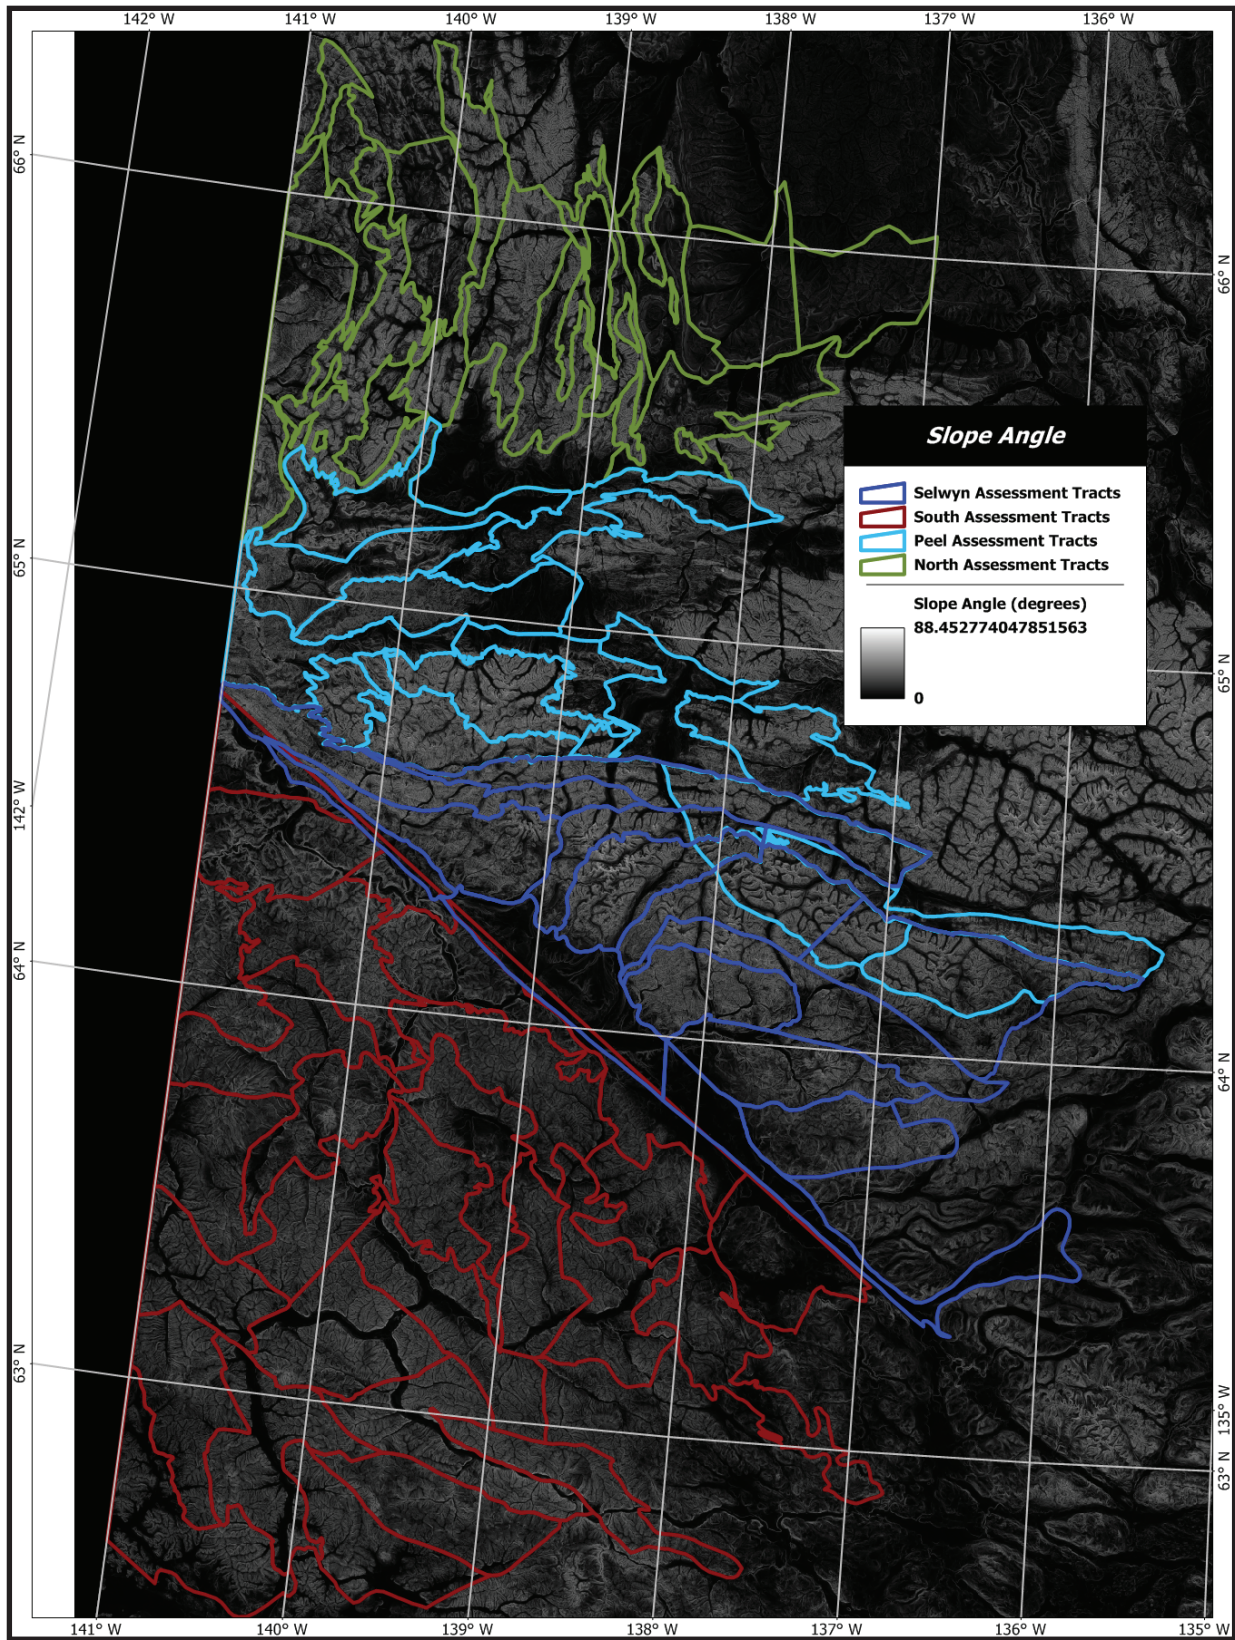 142° W 141° W 140° W 139° W 138° W 137° W 136° W
66° N
66° N
Slope Angle
Selwyn Assessment Tracts
South Assessment Tracts
Peel Assessment Tracts
North Assessment Tracts
Slope Angle (degrees)
88.452774047851563
0
65° N
65° N
142° W
64° N
64° N
63° N
135° W
63° N
141° W 140° W 139° W 138° W 137° W 136° W 135° W